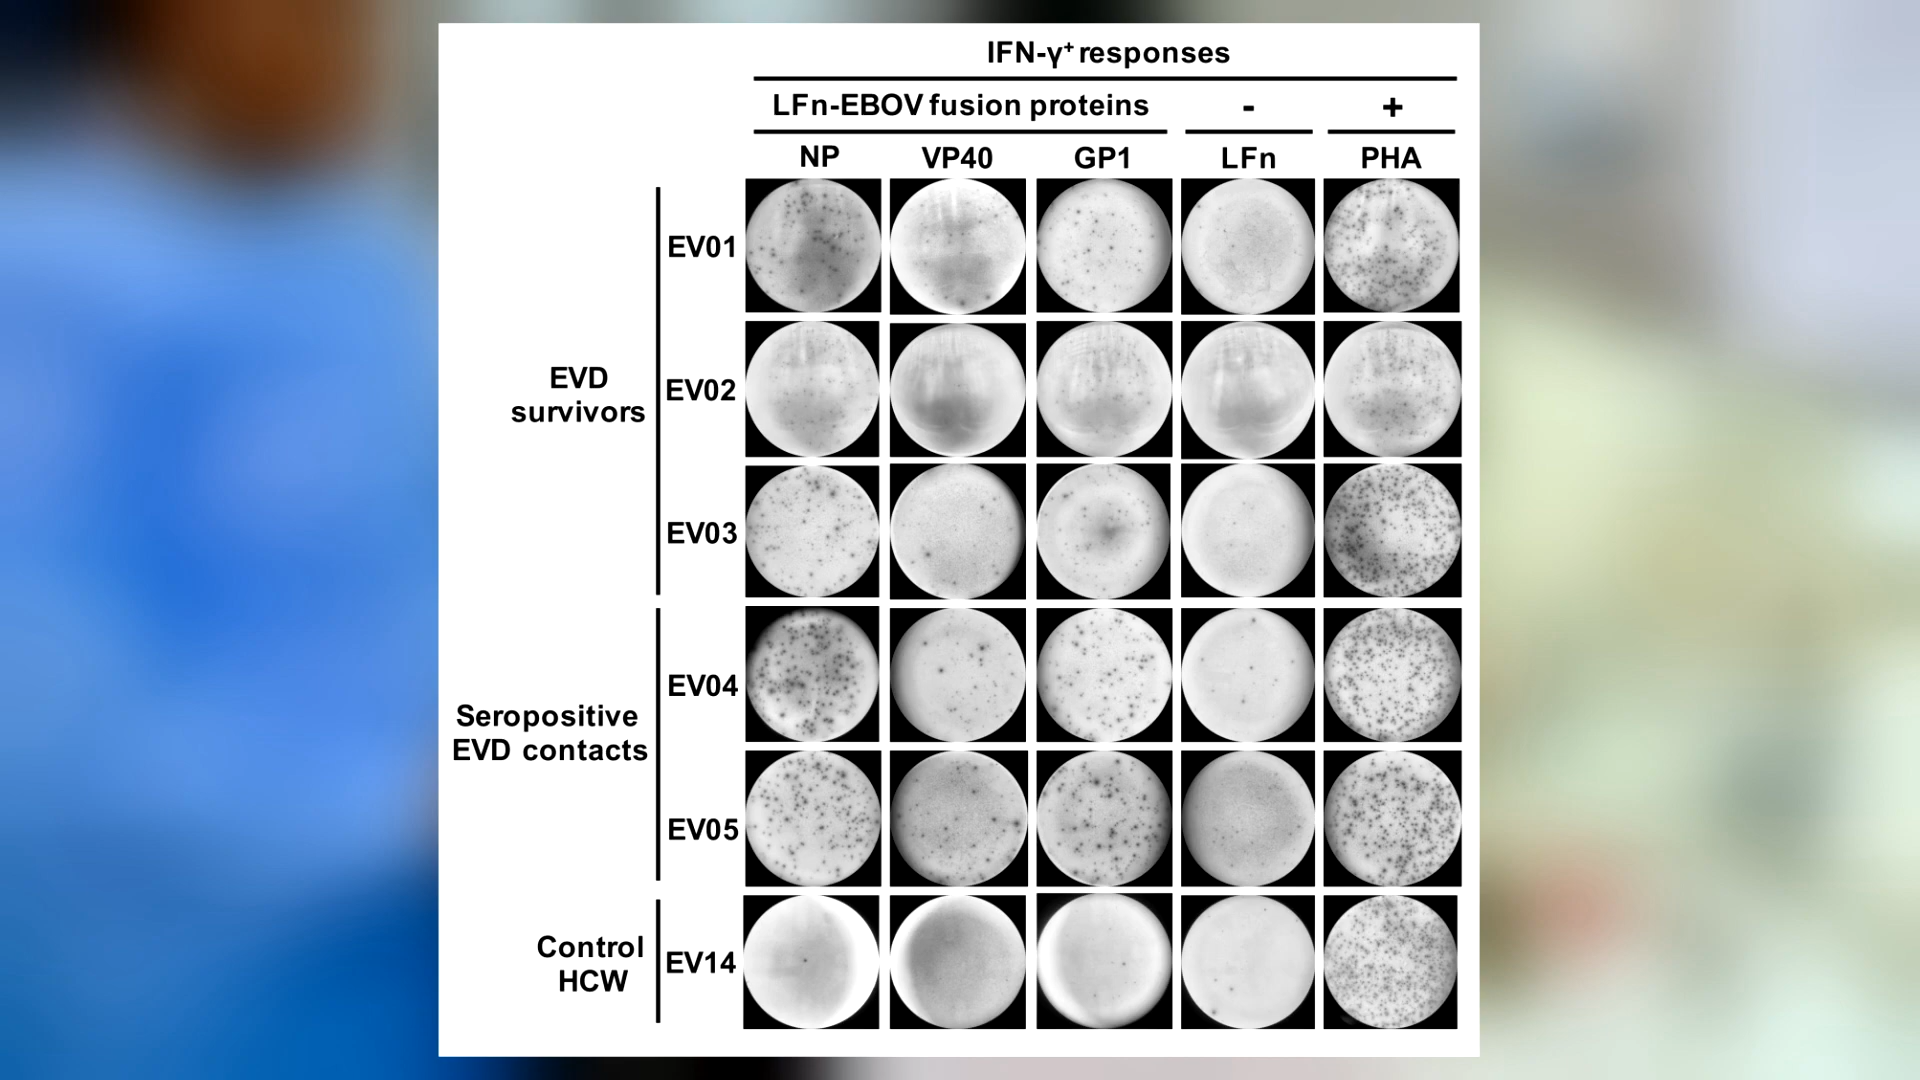 IFN-γ⁺ responses
LFn-EBOV fusion proteins - +
NP VP40 GP1 LFn PHA
EVD
survivors
EV01
EV02
EV03
Seropositive
EVD contacts
EV04
EV05
Control
HCW
EV14